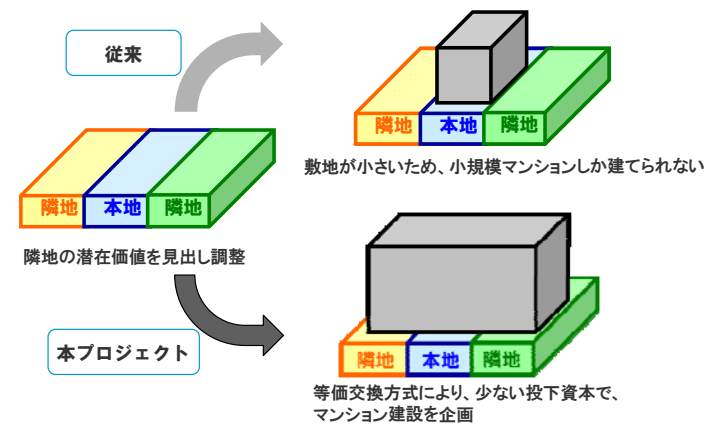 従来
隣地 本地 隣地
敷地が小さいため、小規模マンションしか建てられない
隣地 本地 隣地
隣地の潜在価値を見出し調整
本プロジェクト
隣地 本地 隣地
等価交換方式により、少ない投下資本で、
マンション建設を企画